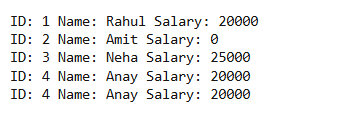 ID: 1 Name: Rahul Salary: 20000
ID: 2 Name: Amit Salary: 0
ID: 3 Name: Neha Salary: 25000
ID: 4 Name: Anay Salary: 20000
ID: 4 Name: Anay Salary: 20000